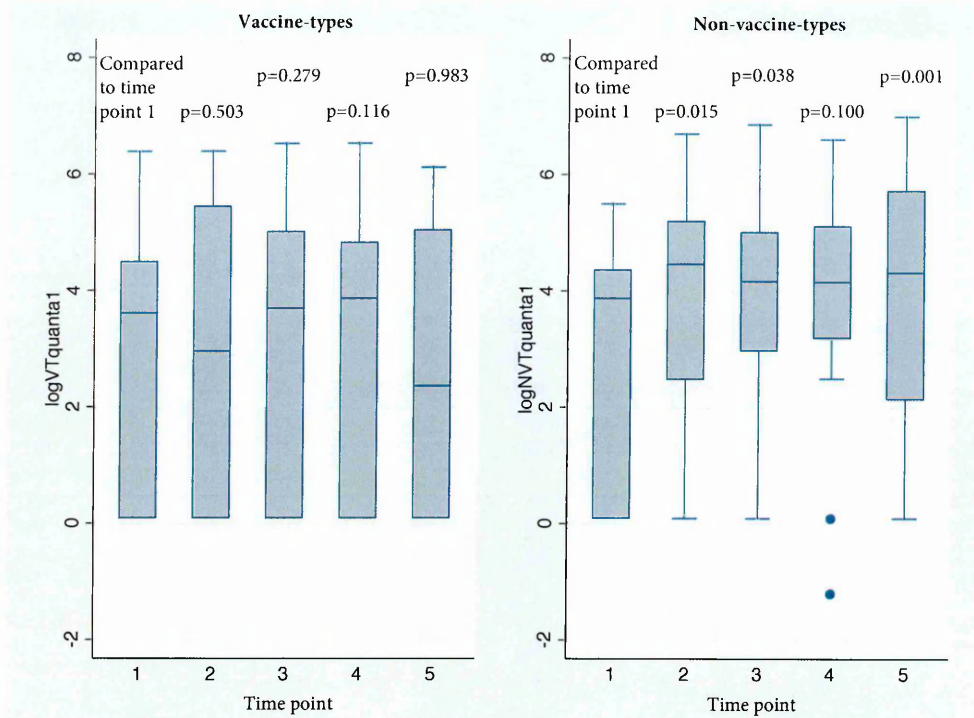 Vaccine-types
8
6
4
2
0
-2
logVTquanta1
Compared
to time
point 1
p=0.503
p=0.279
p=0.116
p=0.983
1 2 3 4 5
Time point
Non-vaccine-types
8
6
4
2
0
-2
logNVTquanta1
Compared
to time
point 1
p=0.015
p=0.038
p=0.100
p=0.001
1 2 3 4 5
Time point